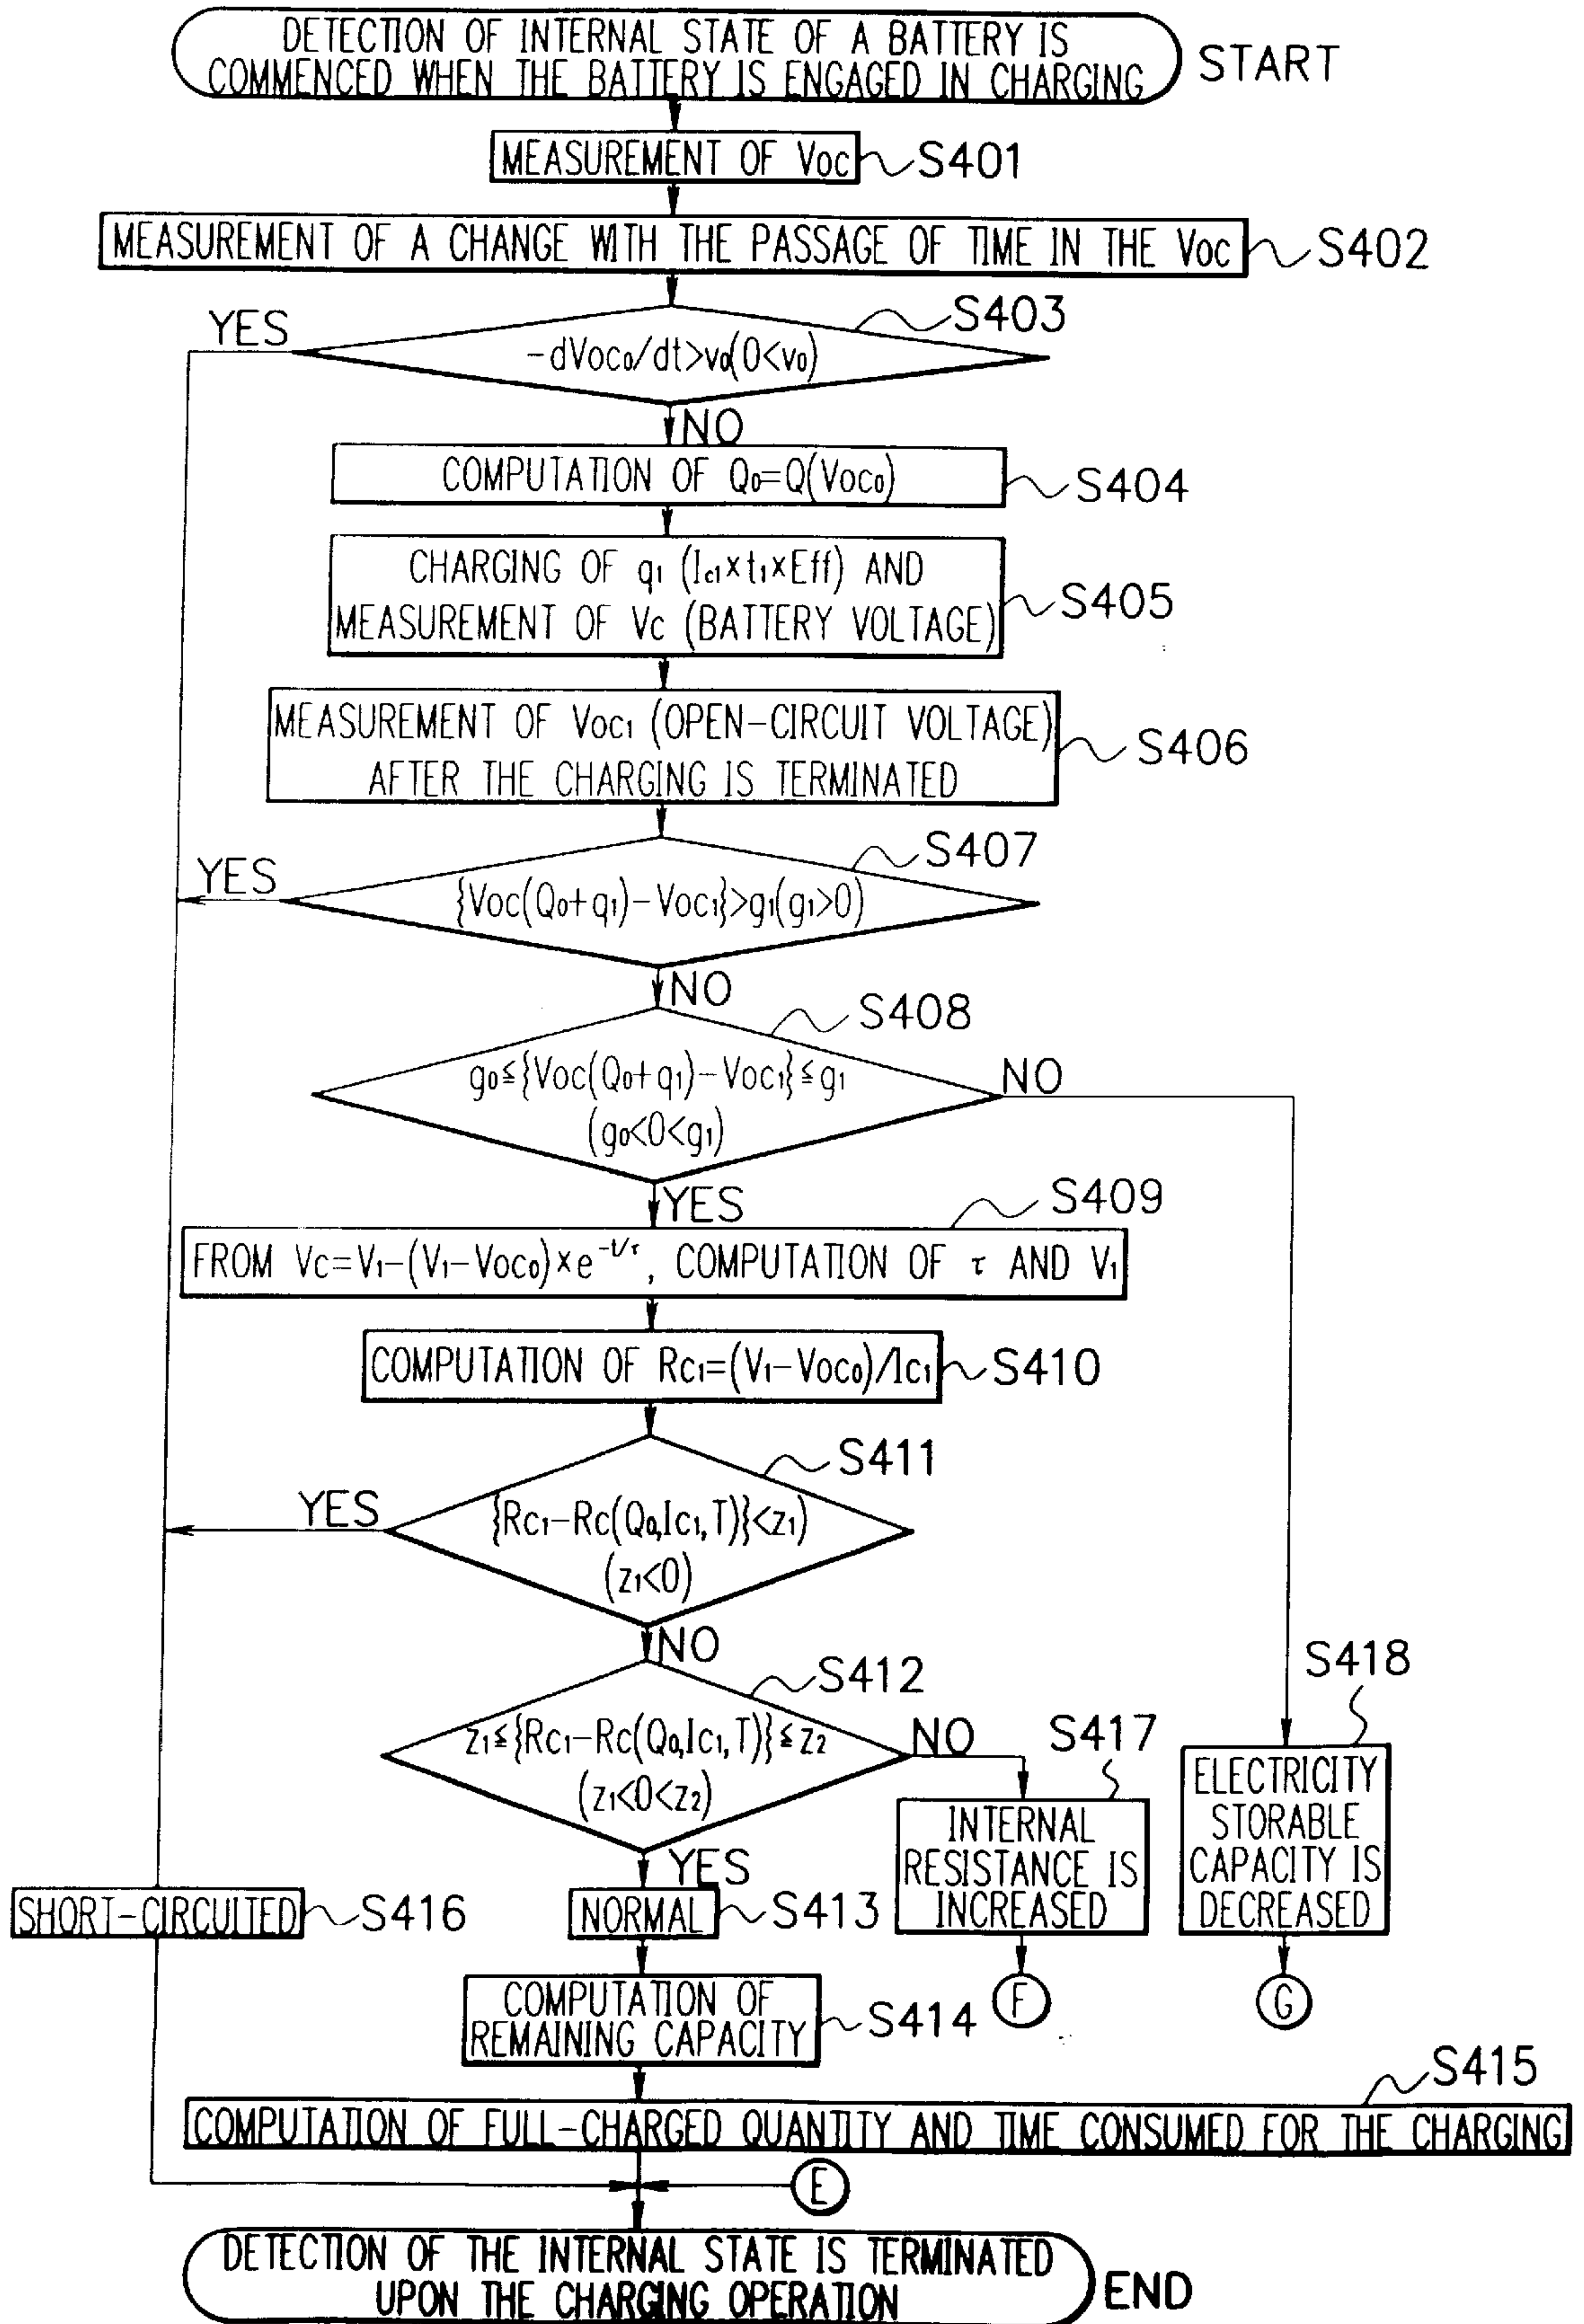 DETECTION OF INTERNAL STATE OF A BATTERY IS
COMMENCED WHEN THE BATTERY IS ENGAGED IN CHARGING
START
MEASUREMENT OF Voc
S401
MEASUREMENT OF A CHANGE WITH THE PASSAGE OF TIME IN THE Voc
S402
YES
S403
-dVoc₀/dt>v₀(0<v₀)
NO
COMPUTATION OF Q₀=Q(Voc₀)
S404
CHARGING OF q₁ (Ic₁×t₁×Eff) AND
MEASUREMENT OF Vc (BATTERY VOLTAGE)
S405
MEASUREMENT OF Voc₁ (OPEN-CIRCUIT VOLTAGE)
AFTER THE CHARGING IS TERMINATED
S406
YES
S407
{Voc(Q₀+q₁)-Voc₁}>g₁(g₁>0)
NO
S408
g₀≦{Voc(Q₀+q₁)-Voc₁}≦g₁
(g₀<0<g₁)
NO
YES
S409
FROM Vc=V₁-(V₁-Voc₀)×e^{-t/τ}, COMPUTATION OF τ AND V₁
COMPUTATION OF Rc₁=(V₁-Voc₀)/Ic₁
S410
YES
S411
{Rc₁-Rc(Q₀,Ic₁,T)}<z₁)
(z₁<0)
NO
S412
z₁≦{Rc₁-Rc(Q₀,Ic₁,T)}≦z₂
(z₁<0<z₂)
NO
YES
S417
INTERNAL
RESISTANCE IS
INCREASED
F
S418
ELECTRICITY
STORABLE
CAPACITY IS
DECREASED
G
SHORT-CIRCUITED
S416
NORMAL
S413
COMPUTATION OF
REMAINING CAPACITY
S414
S415
COMPUTATION OF FULL-CHARGED QUANTITY AND TIME CONSUMED FOR THE CHARGING
E
DETECTION OF THE INTERNAL STATE IS TERMINATED
UPON THE CHARGING OPERATION
END